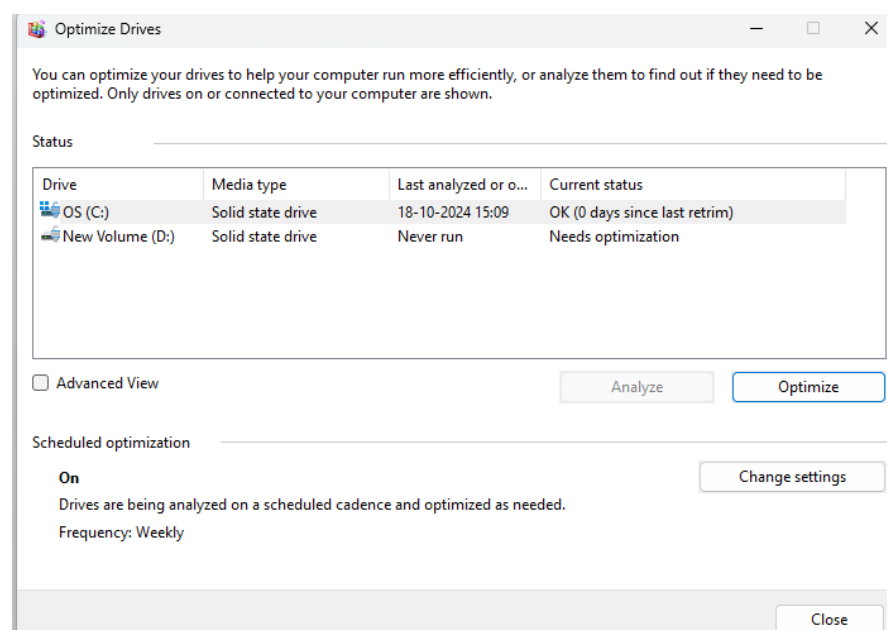 Optimize Drives
You can optimize your drives to help your computer run more efficiently, or analyze them to find out if they need to be
optimized. Only drives on or connected to your computer are shown.
Status
Drive Media type Last analyzed or o... Current status
OS (C:) Solid state drive 18-10-2024 15:09 OK (0 days since last retrim)
New Volume (D:) Solid state drive Never run Needs optimization
Advanced View Analyze Optimize
Scheduled optimization
On Change settings
Drives are being analyzed on a scheduled cadence and optimized as needed.
Frequency: Weekly
Close